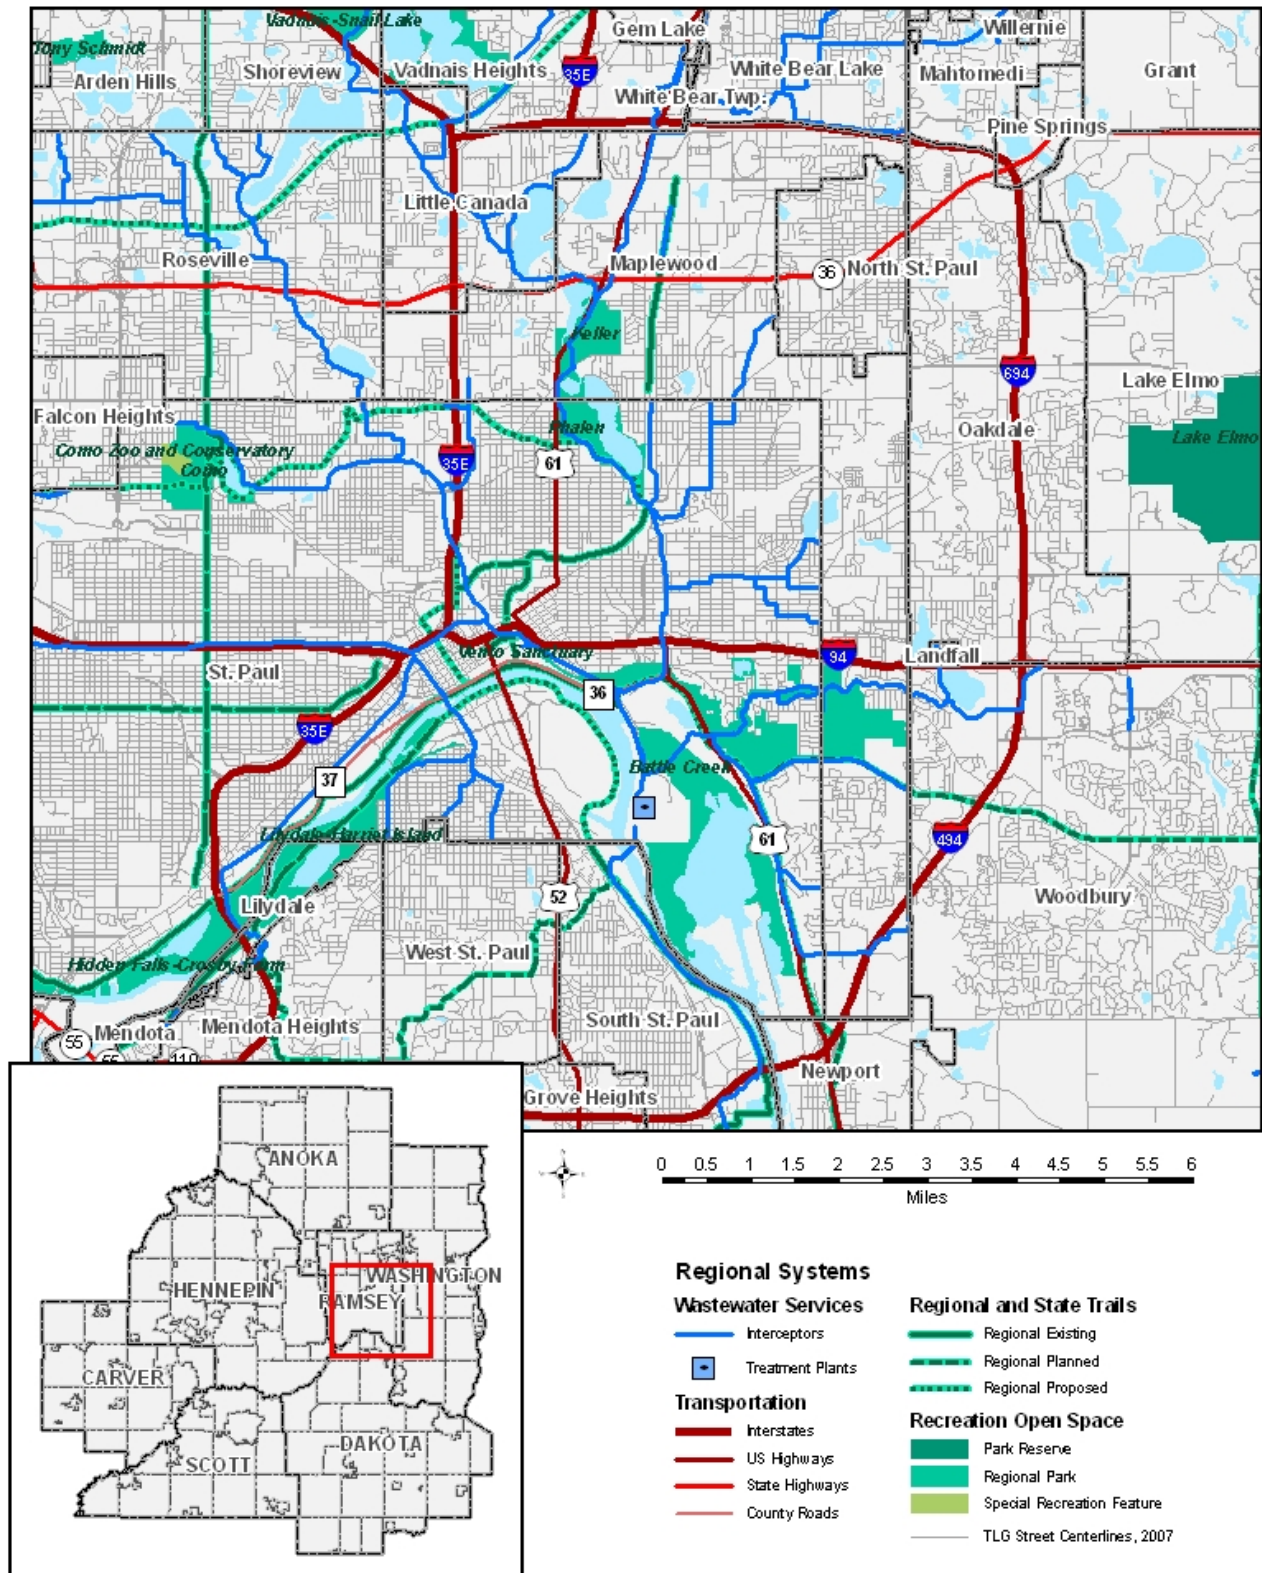 Vadnais-Snail Lake
Gem Lake
Willernie
Tony Schmidt
Arden Hills
Shoreview
Vadnais Heights
35E
White Bear Lake
Mahtomedi
Grant
White Bear Twp.
Pine Springs
Little Canada
Roseville
Maplewood
36
North St. Paul
Keller
694
Lake Elmo
Falcon Heights
Phalen
Oakdale
Lake Elmo
Como Zoo and Conservatory
Como
35E
61
Vento Sanctuary
94
Landfall
St. Paul
36
35E
37
Battle Creek
Lilydale-Harriet Island
61
494
52
Woodbury
Lilydale
West St. Paul
Hidden Falls-Crosby Farm
Mendota
Mendota Heights
South St. Paul
55
55
110
Newport
Grove Heights
ANOKA
HENNEPIN
WASHINGTON
RAMSEY
CARVER
SCOTT
DAKOTA
0 0.5 1 1.5 2 2.5 3 3.5 4 4.5 5 5.5 6
Miles
Regional Systems
Wastewater Services
Interceptors
Treatment Plants
Transportation
Interstates
US Highways
State Highways
County Roads
Regional and State Trails
Regional Existing
Regional Planned
Regional Proposed
Recreation Open Space
Park Reserve
Regional Park
Special Recreation Feature
TLG Street Centerlines, 2007